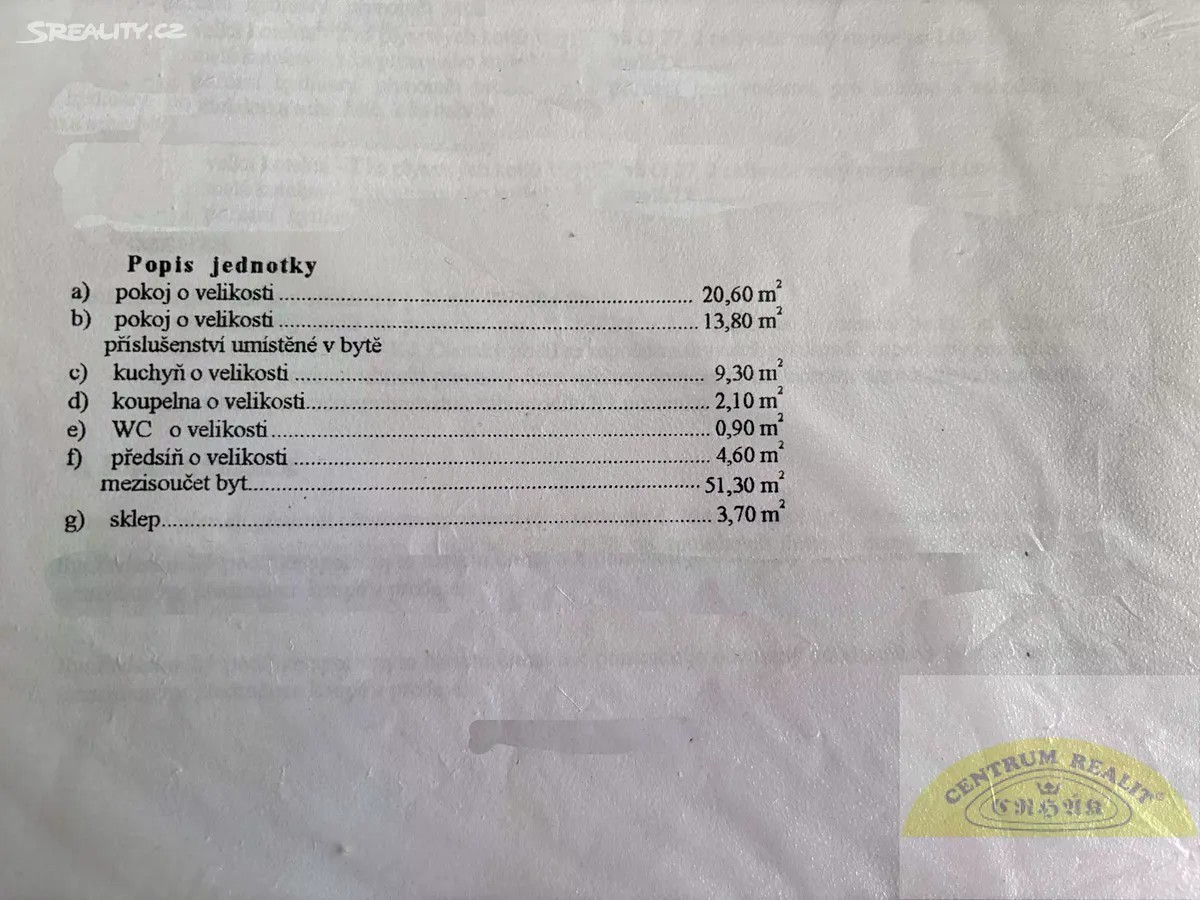 SREALITY.CZ
Popis jednotky
a) pokoj o velikosti 20,60 m²
b) pokoj o velikosti 13,80 m²
příslušenství umístěné v bytě
c) kuchyň o velikosti 9,30 m²
d) koupelna o velikosti 2,10 m²
e) WC o velikosti 0,90 m²
f) předsíň o velikosti 4,60 m²
mezisoučet byt 51,30 m²
g) sklep 3,70 m²
CENTRUM REALIT